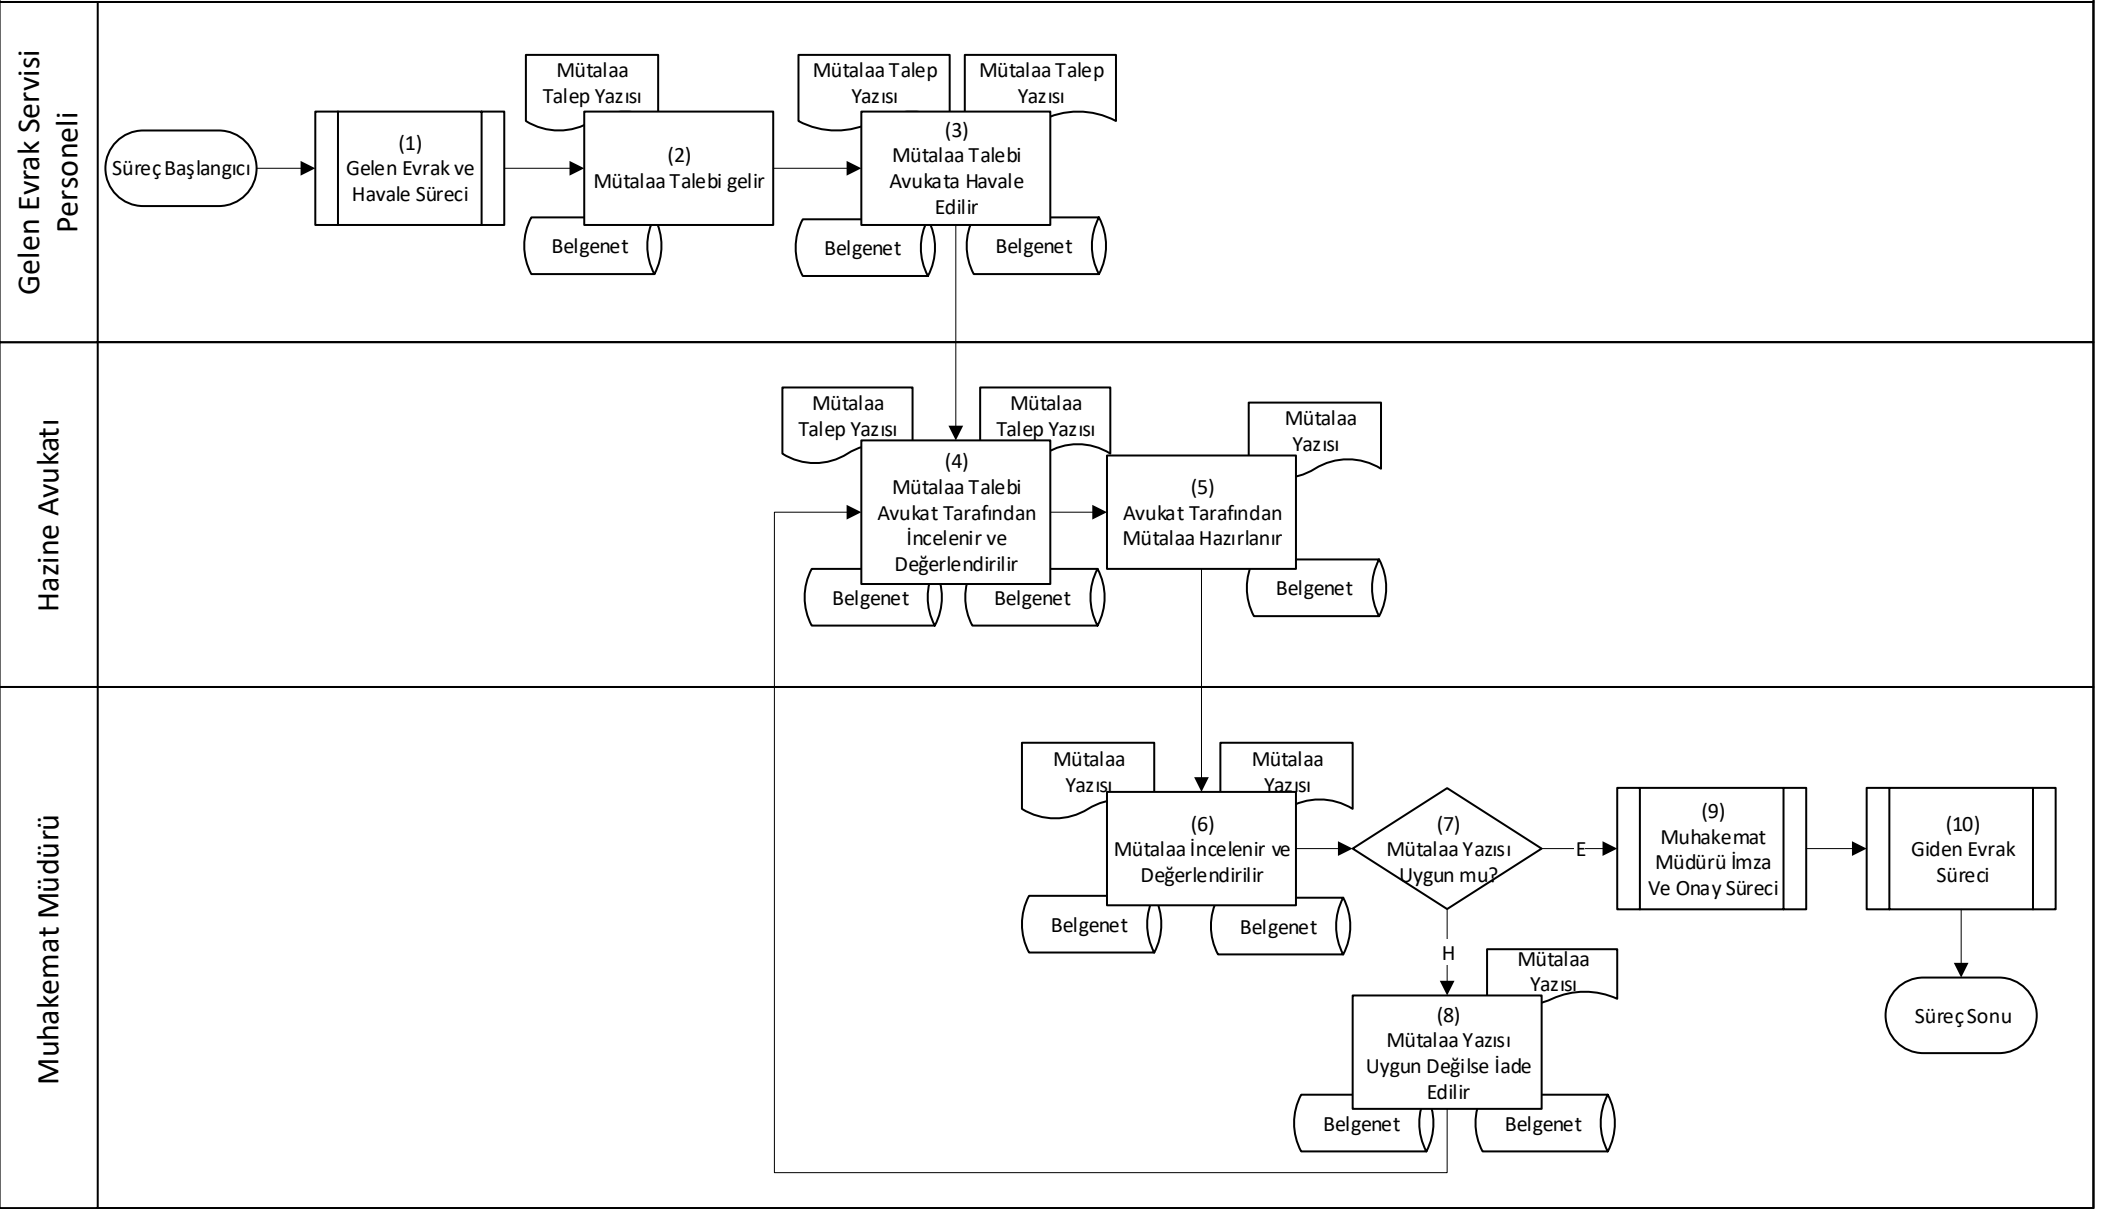 Gelen Evrak Servisi
Personeli
Süreç Başlangıcı
(1)
Gelen Evrak ve
Havale Süreci
Mütalaa
Talep Yazısı
(2)
Mütalaa Talebi gelir
Belgenet
Mütalaa Talep
Yazısı
Mütalaa Talep
Yazısı
(3)
Mütalaa Talebi
Avukata Havale
Edilir
Belgenet
Belgenet
Hazine Avukatı
Mütalaa
Talep Yazısı
Mütalaa
Talep Yazısı
(4)
Mütalaa Talebi
Avukat Tarafından
İncelenir ve
Değerlendirilir
Belgenet
Belgenet
Mütalaa
Yazısı
(5)
Avukat Tarafından
Mütalaa Hazırlanır
Belgenet
Muhakemat Müdürü
Mütalaa
Yazısı
Mütalaa
Yazısı
(6)
Mütalaa İncelenir ve
Değerlendirilir
Belgenet
Belgenet
(7)
Mütalaa Yazısı
Uygun mu?
E
H
Mütalaa
Yazısı
(8)
Mütalaa Yazısı
Uygun Değilse İade
Edilir
Belgenet
Belgenet
(9)
Muhakemat
Müdürü İmza
Ve Onay Süreci
(10)
Giden Evrak
Süreci
Süreç Sonu